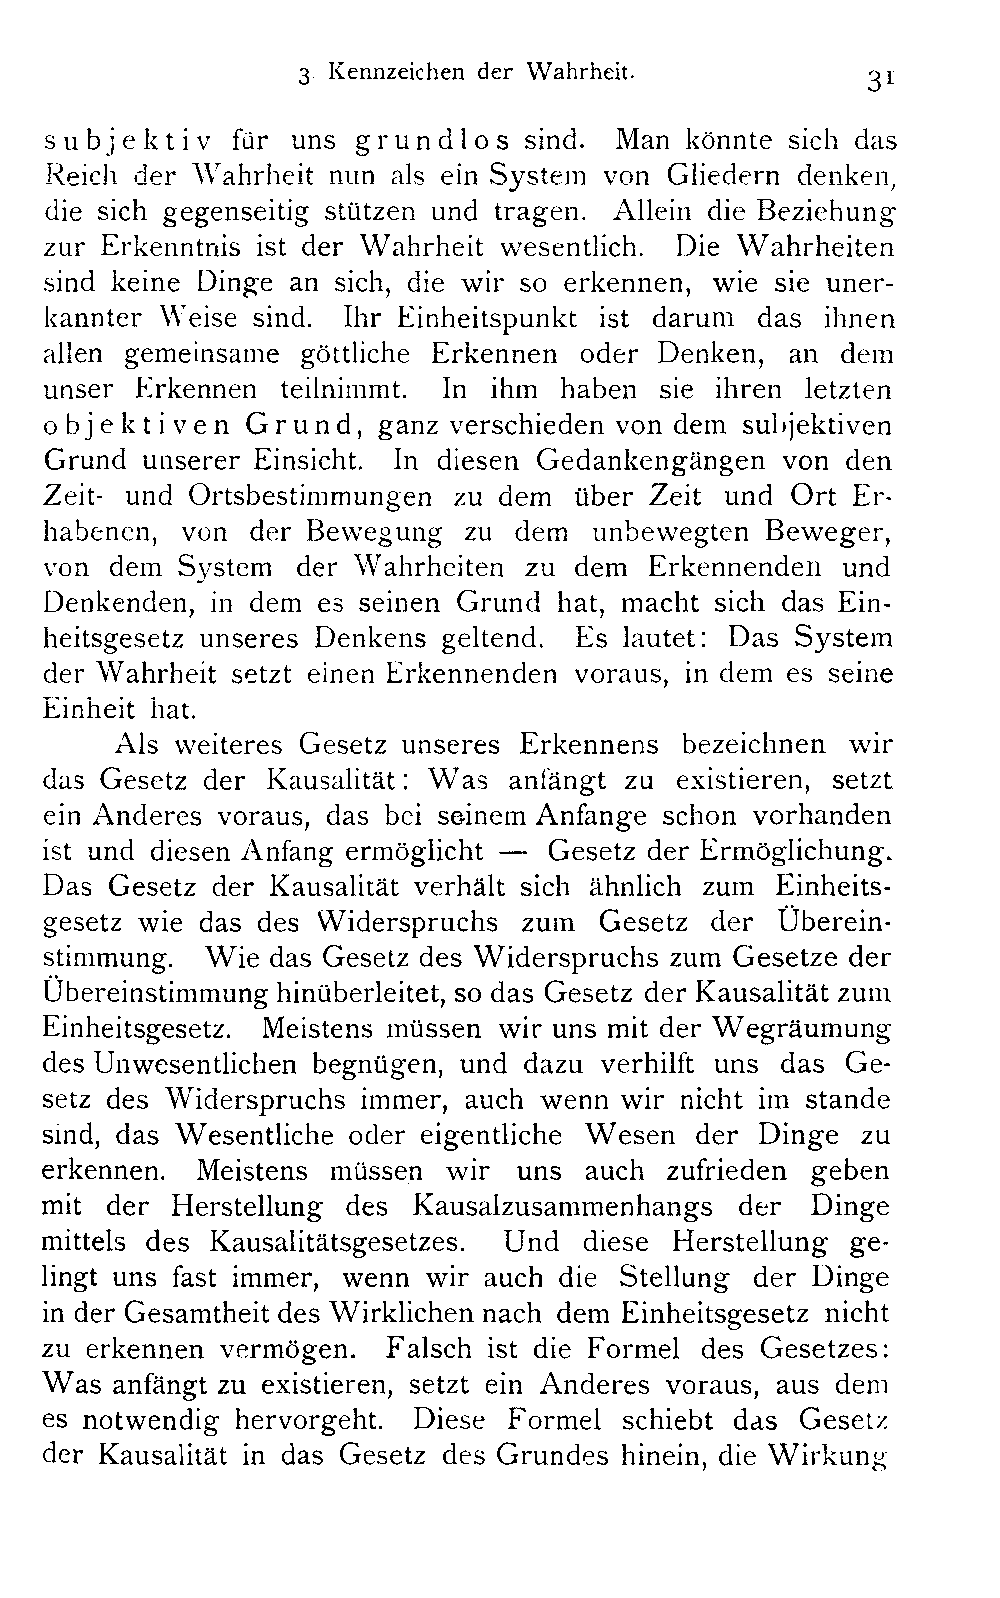 3. Kennzeichen der Wahrheit. 31
subjektiv für uns grundlos sind. Man könnte sich das
Reich der Wahrheit nun als ein System von Gliedern denken,
die sich gegenseitig stützen und tragen. Allein die Beziehung
zur Erkenntnis ist der Wahrheit wesentlich. Die Wahrheiten
sind keine Dinge an sich, die wir so erkennen, wie sie uner-
kannter Weise sind. Ihr Einheitspunkt ist darum das ihnen
allen gemeinsame göttliche Erkennen oder Denken, an dem
unser Erkennen teilnimmt. In ihm haben sie ihren letzten
objektiven Grund, ganz verschieden von dem subjektiven
Grund unserer Einsicht. In diesen Gedankengängen von den
Zeit- und Ortsbestimmungen zu dem über Zeit und Ort Er-
habenen, von der Bewegung zu dem unbewegten Beweger,
von dem System der Wahrheiten zu dem Erkennenden und
Denkenden, in dem es seinen Grund hat, macht sich das Ein-
heitsgesetz unseres Denkens geltend. Es lautet: Das System
der Wahrheit setzt einen Erkennenden voraus, in dem es seine
Einheit hat.
Als weiteres Gesetz unseres Erkennens bezeichnen wir
das Gesetz der Kausalität: Was anfängt zu existieren, setzt
ein Anderes voraus, das bei seinem Anfange schon vorhanden
ist und diesen Anfang ermöglicht — Gesetz der Ermöglichung.
Das Gesetz der Kausalität verhält sich ähnlich zum Einheits-
gesetz wie das des Widerspruchs zum Gesetz der Überein-
stimmung. Wie das Gesetz des Widerspruchs zum Gesetze der
Übereinstimmung hinüberleitet, so das Gesetz der Kausalität zum
Einheitsgesetz. Meistens müssen wir uns mit der Wegräumung
des Unwesentlichen begnügen, und dazu verhilft uns das Ge-
setz des Widerspruchs immer, auch wenn wir nicht im stande
sind, das Wesentliche oder eigentliche Wesen der Dinge zu
erkennen. Meistens müssen wir uns auch zufrieden geben
mit der Herstellung des Kausalzusammenhangs der Dinge
mittels des Kausalitätsgesetzes. Und diese Herstellung ge-
lingt uns fast immer, wenn wir auch die Stellung der Dinge
in der Gesamtheit des Wirklichen nach dem Einheitsgesetz nicht
zu erkennen vermögen. Falsch ist die Formel des Gesetzes:
Was anfängt zu existieren, setzt ein Anderes voraus, aus dem
es notwendig hervorgeht. Diese Formel schiebt das Gesetz
der Kausalität in das Gesetz des Grundes hinein, die Wirkung